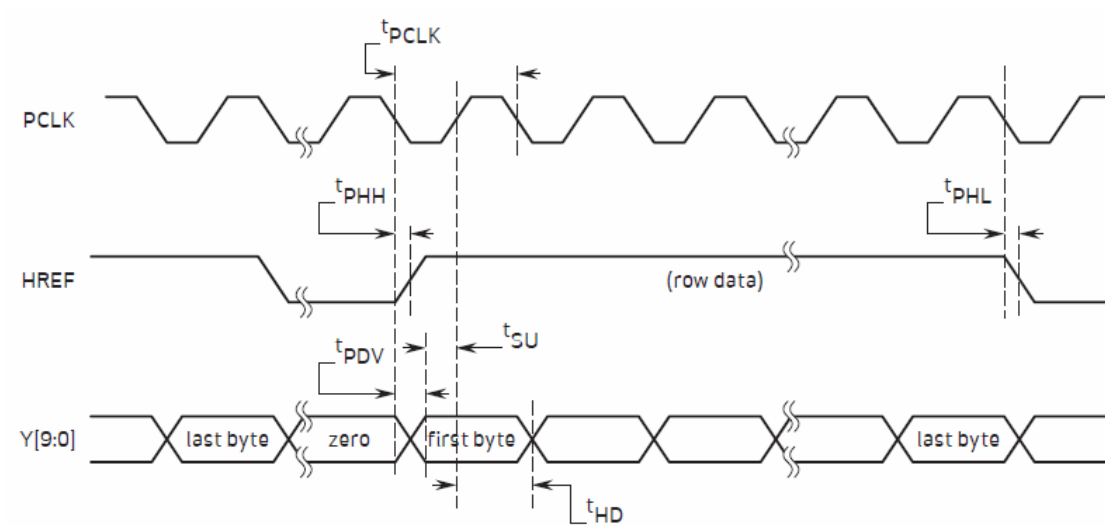 tPCLK
PCLK
tPHH
tPHL
HREF
(row data)
tSU
tPDV
Y[9:0]
last byte
zero
first byte
last byte
tHD